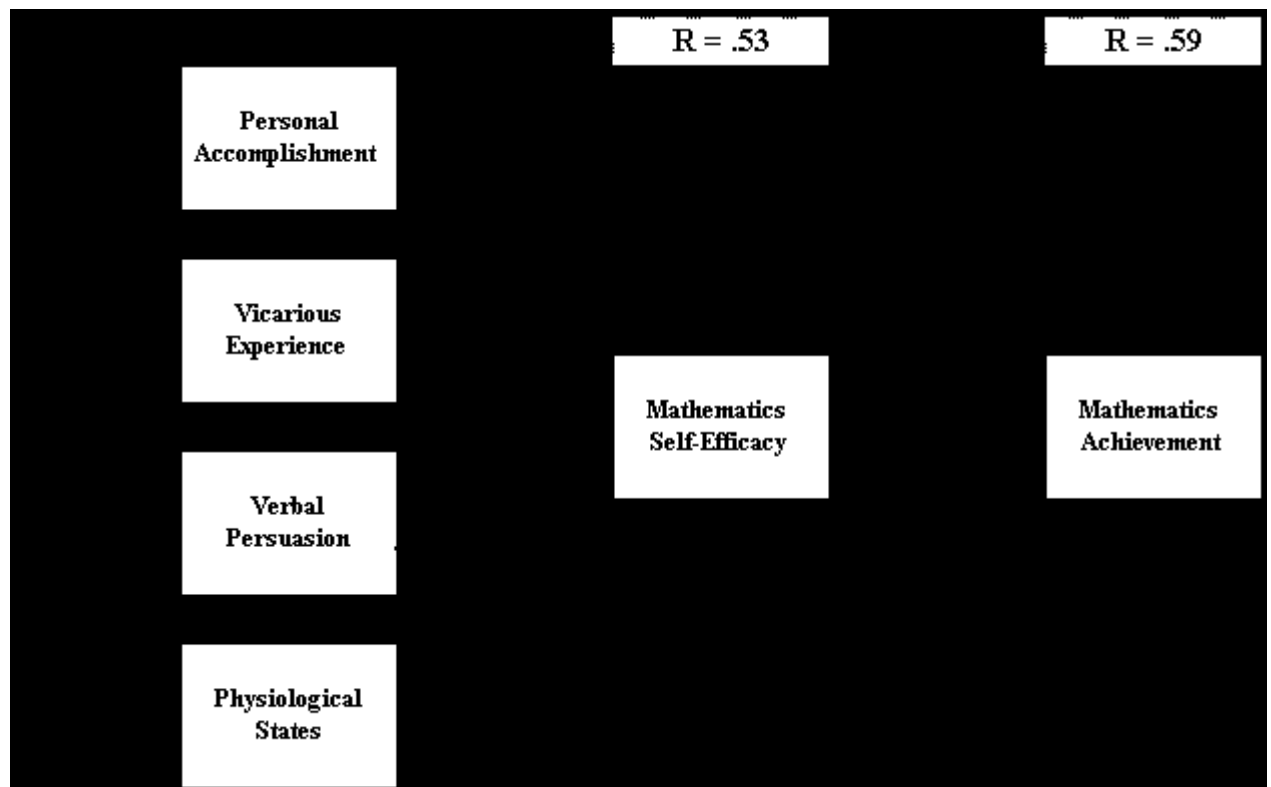 R = .53
R = .59
Personal
Accomplishment
Vicarious
Experience
Mathematics
Self-Efficacy
Mathematics
Achievement
Verbal
Persuasion
Physiological
States